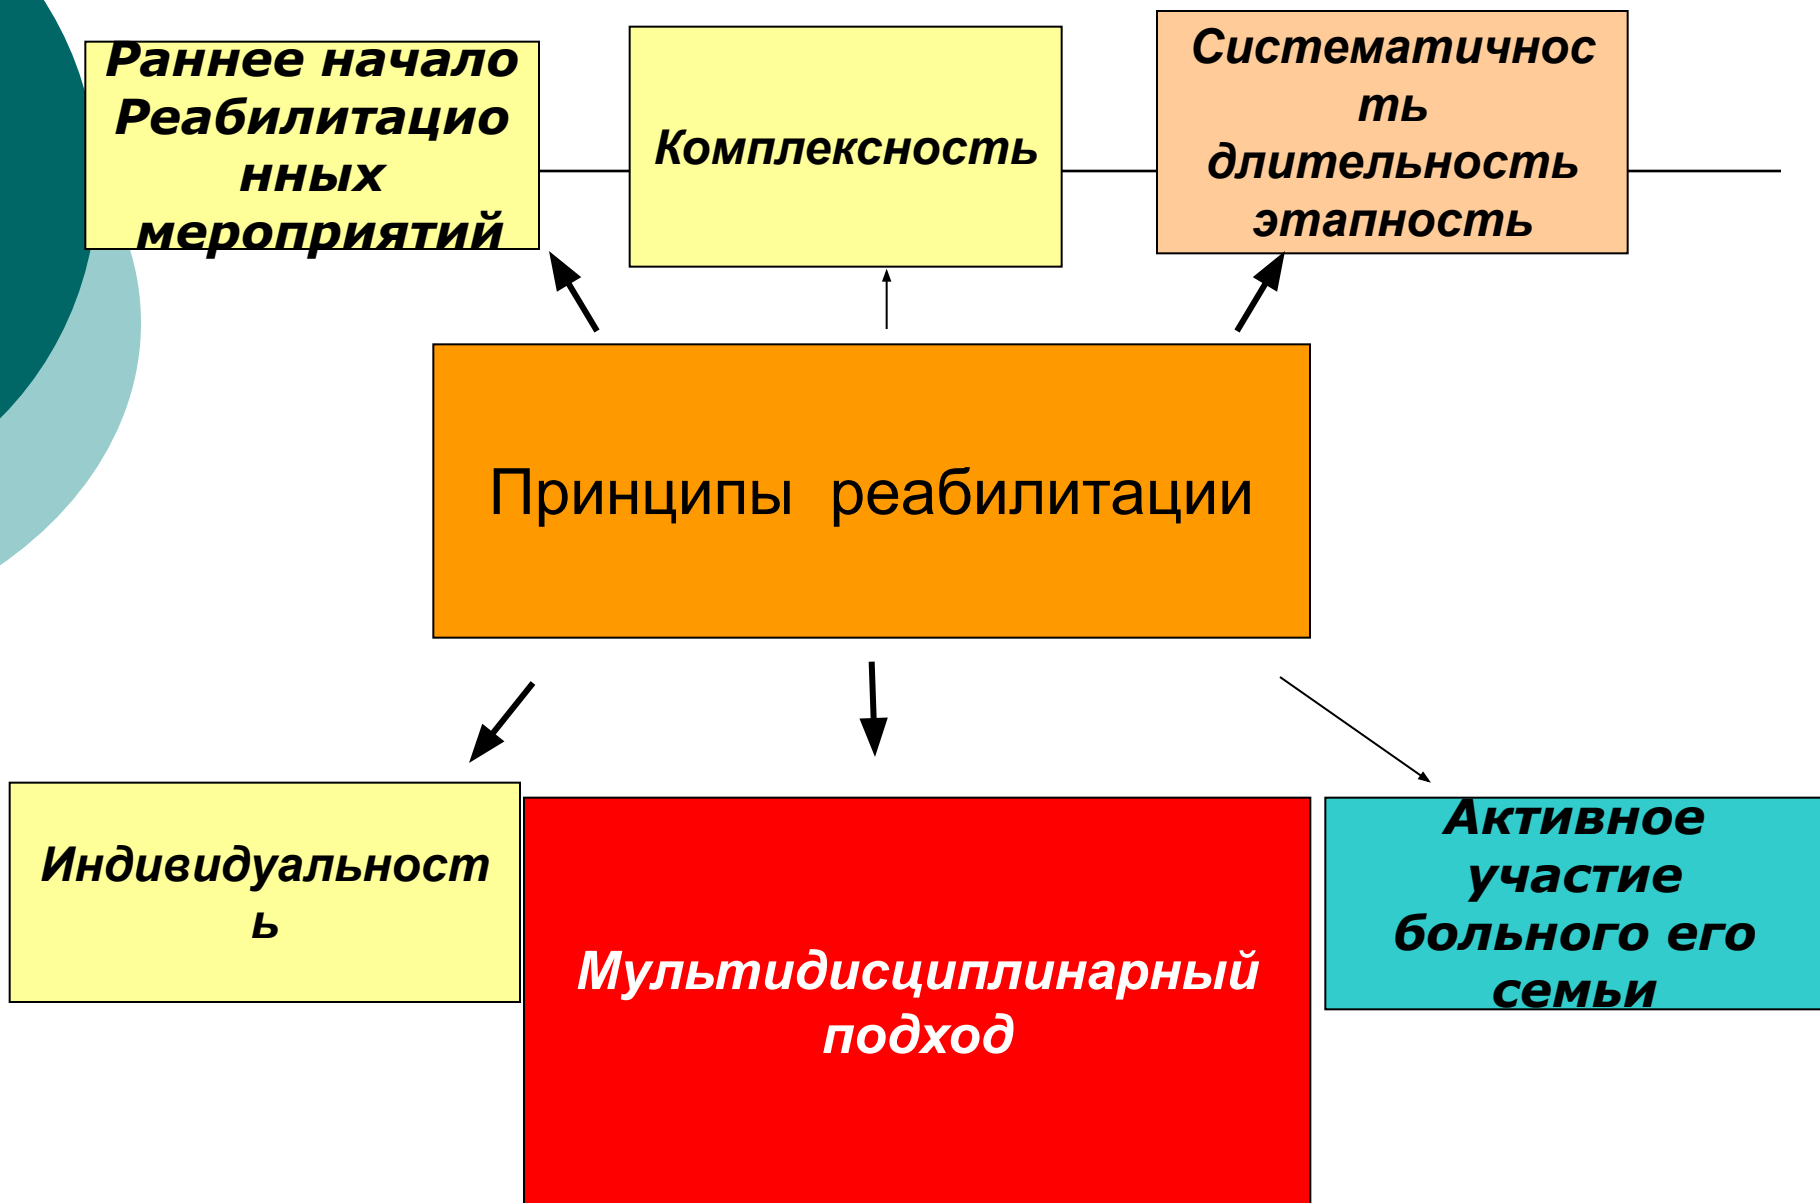 Раннее начало
Реабилитацио
нных
мероприятий
Комплексность
Систематичнос
ть
длительность
этапность
Принципы реабилитации
Индивидуальност
ь
Мультидисциплинарный
подход
Активное
участие
больного его
семьи